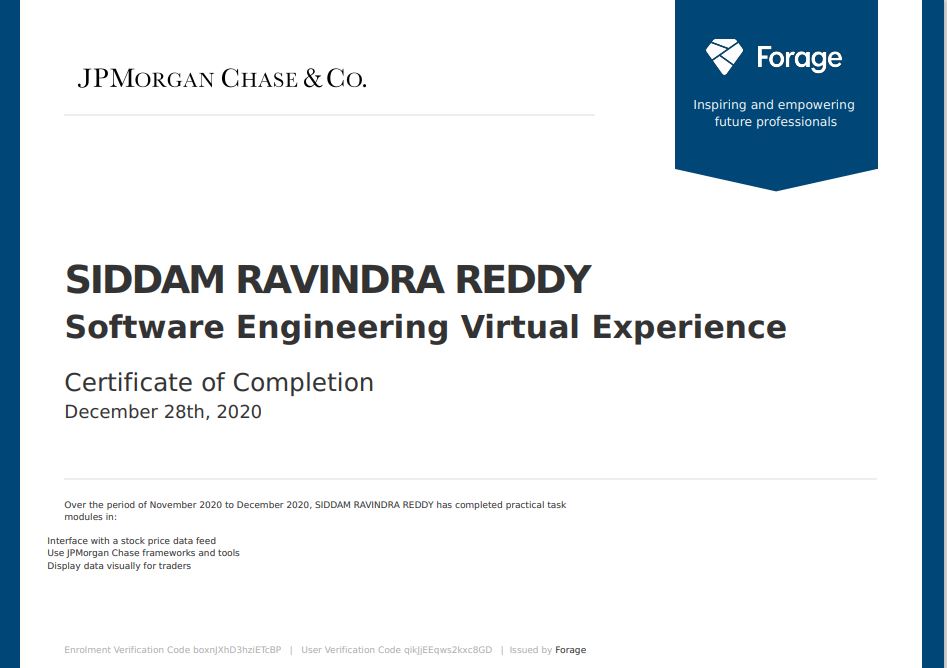 JPMORGAN CHASE & CO.
Forage
Inspiring and empowering
future professionals
SIDDAM RAVINDRA REDDY
Software Engineering Virtual Experience
Certificate of Completion
December 28th, 2020
Over the period of November 2020 to December 2020, SIDDAM RAVINDRA REDDY has completed practical task
modules in:
Interface with a stock price data feed
Use JPMorgan Chase frameworks and tools
Display data visually for traders
Enrolment Verification Code boxnJXhD3hziETcBP | User Verification Code qikJjEEqws2kxc8GD | Issued by Forage